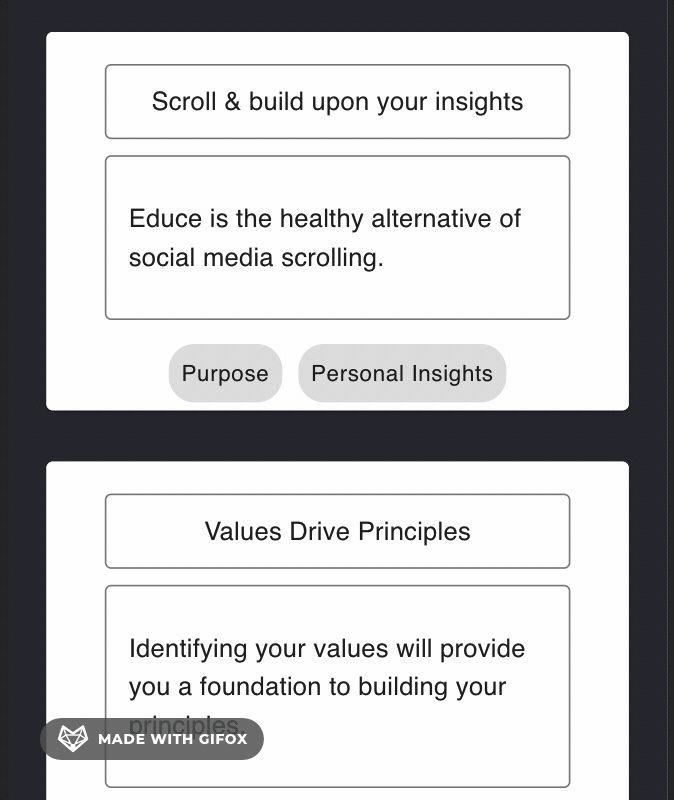 Scroll & build upon your insights
Educe is the healthy alternative of
social media scrolling.
Purpose
Personal Insights
Values Drive Principles
Identifying your values will provide
you a foundation to building your
principles.
MADE WITH GIFOX